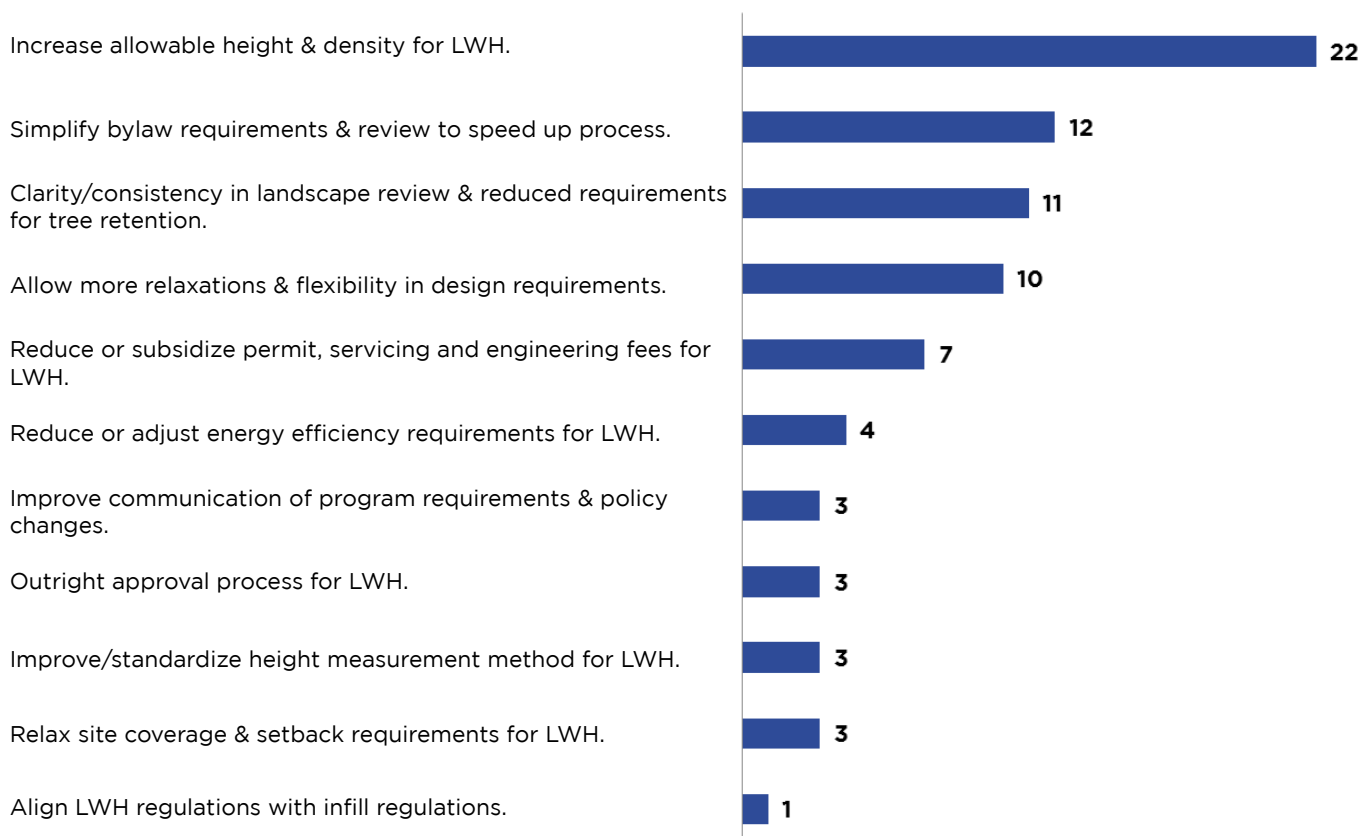 Increase allowable height & density for LWH.
22
Simplify bylaw requirements & review to speed up process.
12
Clarity/consistency in landscape review & reduced requirements
for tree retention.
11
Allow more relaxations & flexibility in design requirements.
10
Reduce or subsidize permit, servicing and engineering fees for
LWH.
7
Reduce or adjust energy efficiency requirements for LWH.
4
Improve communication of program requirements & policy
changes.
3
Outright approval process for LWH.
3
Improve/standardize height measurement method for LWH.
3
Relax site coverage & setback requirements for LWH.
3
Align LWH regulations with infill regulations.
1